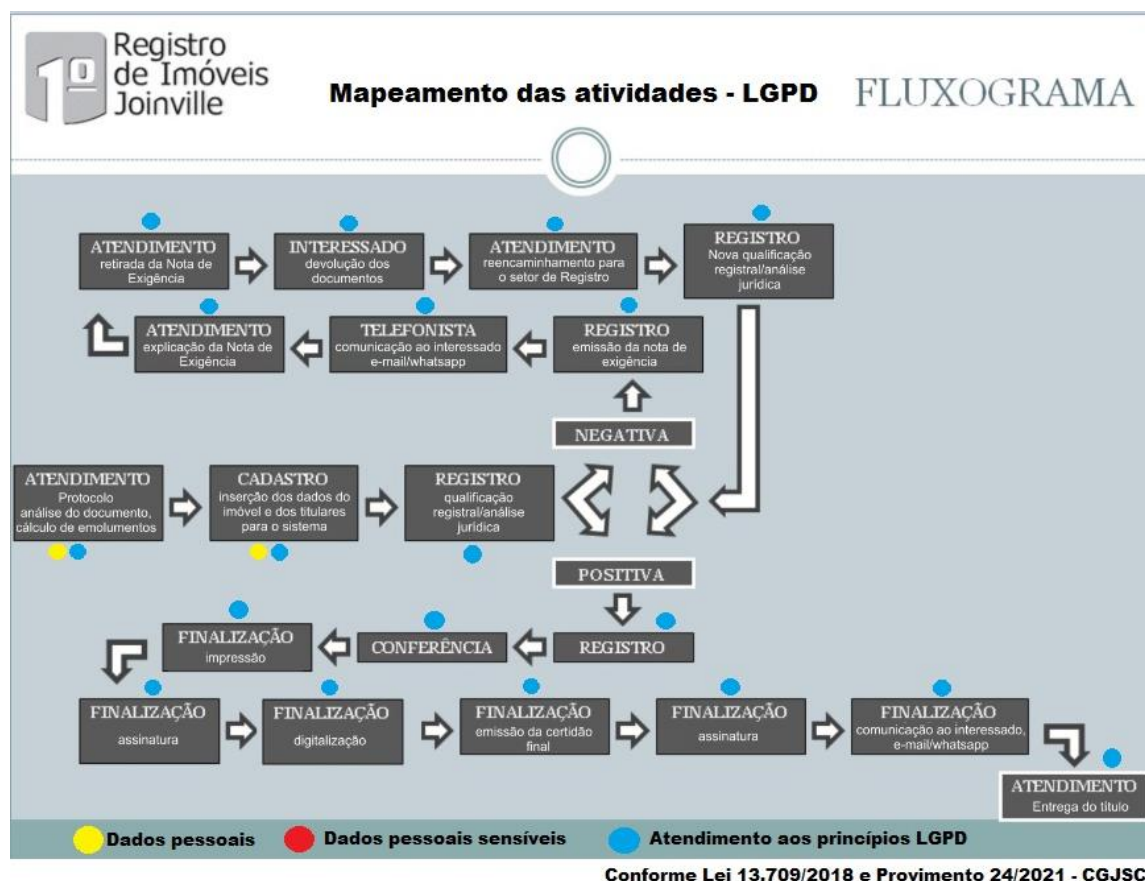 1º
Registro
de Imóveis
Joinville
Mapeamento das atividades - LGPD
FLUXOGRAMA
ATENDIMENTO
retirada da Nota de
Exigência
INTERESSADO
devolução dos
documentos
ATENDIMENTO
reencaminhamento para
o setor de Registro
REGISTRO
Nova qualificação
registral/análise
jurídica
ATENDIMENTO
explicação da Nota de
Exigência
TELEFONISTA
comunicação ao interessado
e-mail/whatsapp
REGISTRO
emissão da nota de
exigência
NEGATIVA
ATENDIMENTO
Protocolo
análise do documento,
cálculo de emolumentos
CADASTRO
inserção dos dados do
imóvel e dos titulares
para o sistema
REGISTRO
qualificação
registral/análise
jurídica
POSITIVA
FINALIZAÇÃO
impressão
CONFERÊNCIA
REGISTRO
FINALIZAÇÃO
assinatura
FINALIZAÇÃO
digitalização
FINALIZAÇÃO
emissão da certidão
final
FINALIZAÇÃO
assinatura
FINALIZAÇÃO
comunicação ao interessado,
e-mail/whatsapp
ATENDIMENTO
Entrega do título
Dados pessoais
Dados pessoais sensíveis
Atendimento aos princípios LGPD
Conforme Lei 13.709/2018 e Provimento 24/2021 - CGJSC